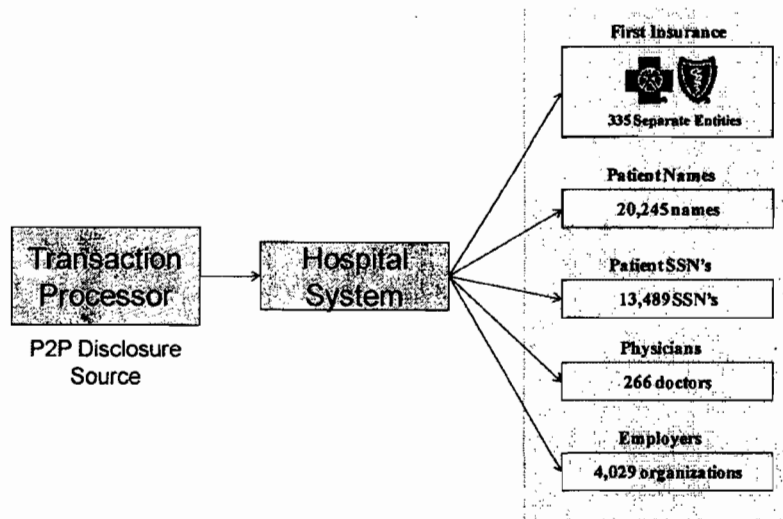 Transaction
Processor
P2P Disclosure
Source
Hospital
System
First Insurance
335 Separate Entities
Patient Names
20,245 names
Patient SSN's
13,489 SSN's
Physicians
266 doctors
Employers
4,029 organizations